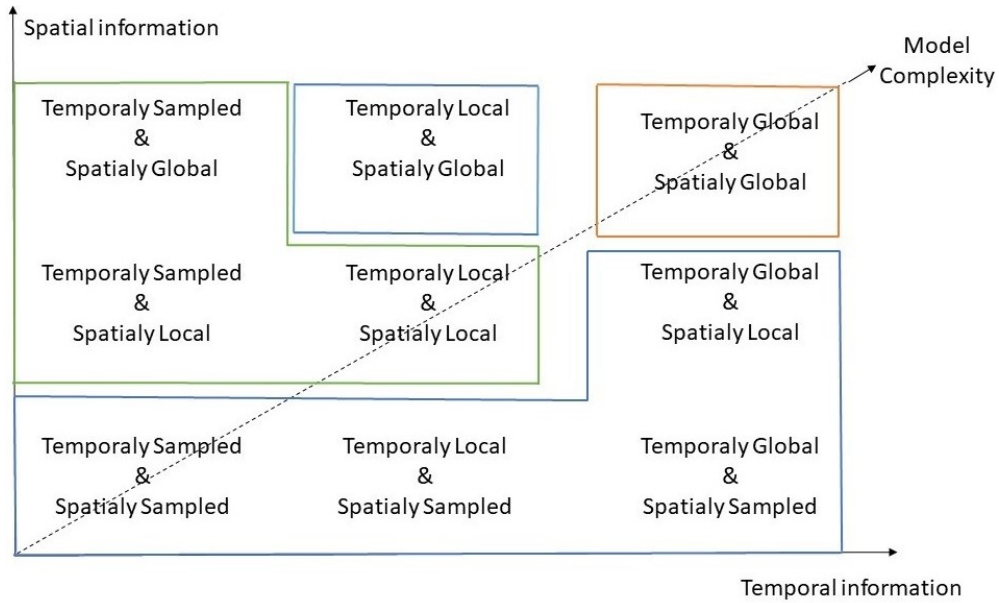 Spatial information
Model
Complexity
Temporaly Sampled
&
Spatialy Global
Temporaly Local
&
Spatialy Global
Temporaly Global
&
Spatialy Global
Temporaly Sampled
&
Spatialy Local
Temporaly Local
&
Spatialy Local
Temporaly Global
&
Spatialy Local
Temporaly Sampled
&
Spatialy Sampled
Temporaly Local
&
Spatialy Sampled
Temporaly Global
&
Spatialy Sampled
Temporal information